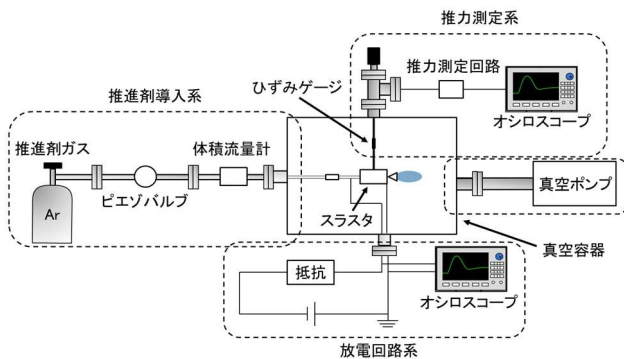 推力測定系
推力測定回路
ひずみゲージ
オシロスコープ
推進剤導入系
推進剤ガス
体積流量計
ピエゾバルブ
Ar
スラスタ
真空ポンプ
真空容器
抵抗
オシロスコープ
放電回路系